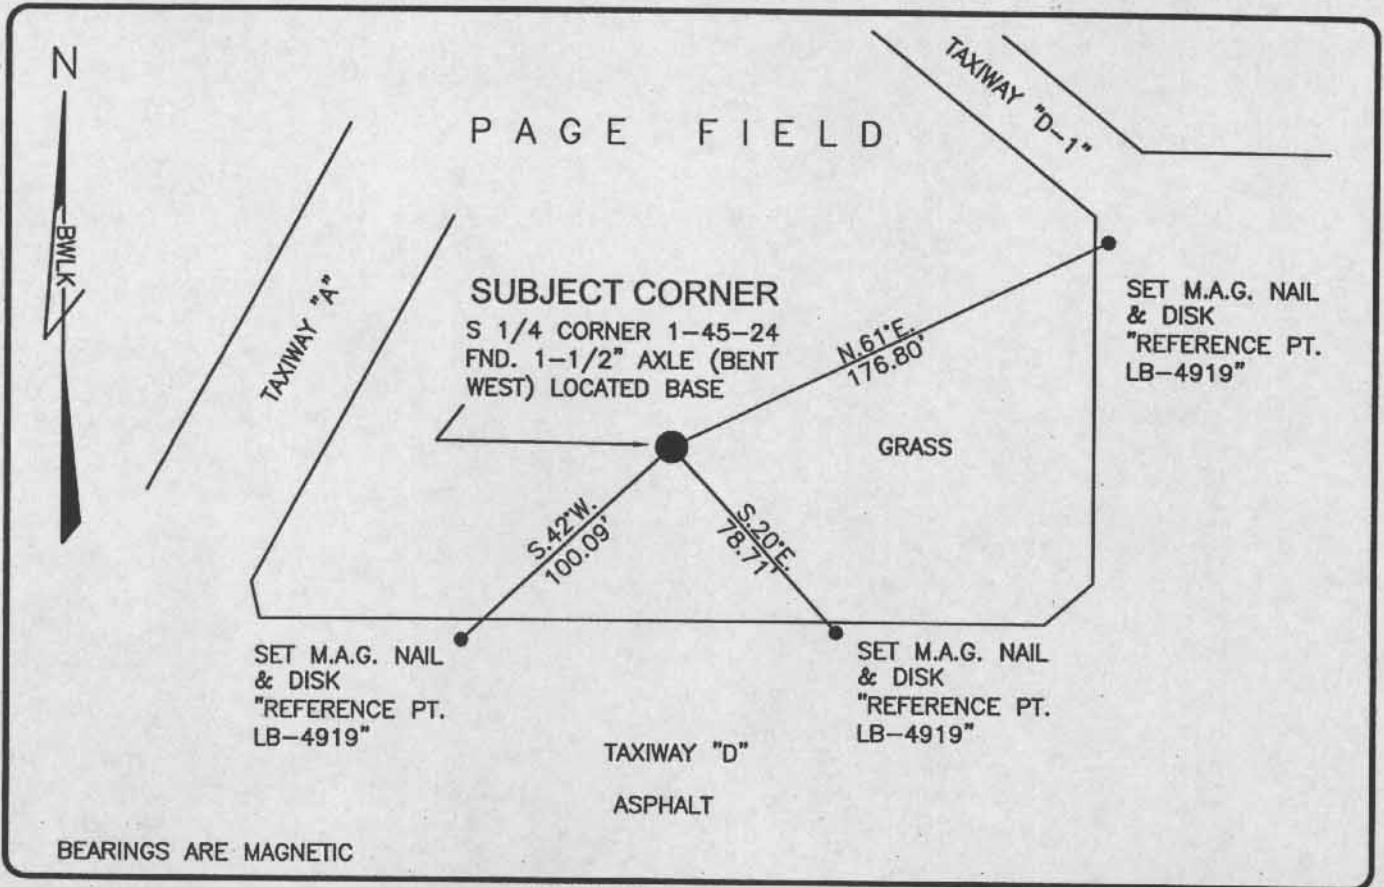 N
BWLK
PAGE FIELD
TAXIWAY "D-1"
TAXIWAY "A"
SUBJECT CORNER
S 1/4 CORNER 1-45-24
FND. 1-1/2" AXLE (BENT
WEST) LOCATED BASE
N.61°E.
176.80'
SET M.A.G. NAIL
& DISK
"REFERENCE PT.
LB-4919"
GRASS
S.42°W.
100.09'
S.20°E.
78.71'
SET M.A.G. NAIL
& DISK
"REFERENCE PT.
LB-4919"
SET M.A.G. NAIL
& DISK
"REFERENCE PT.
LB-4919"
TAXIWAY "D"
ASPHALT
BEARINGS ARE MAGNETIC